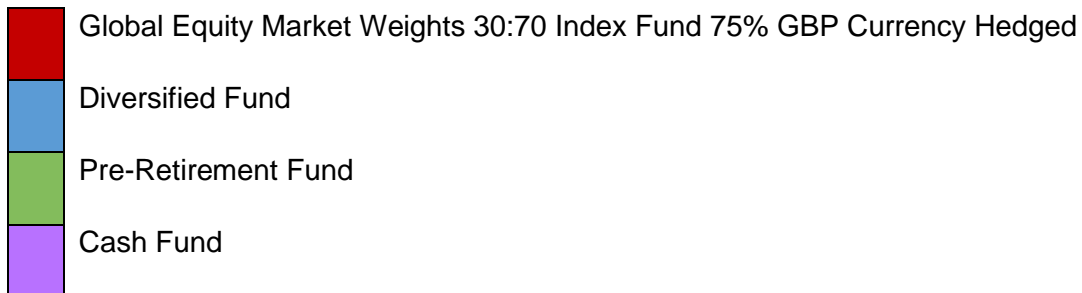 Global Equity Market Weights 30:70 Index Fund 75% GBP Currency Hedged
Diversified Fund
Pre-Retirement Fund
Cash Fund